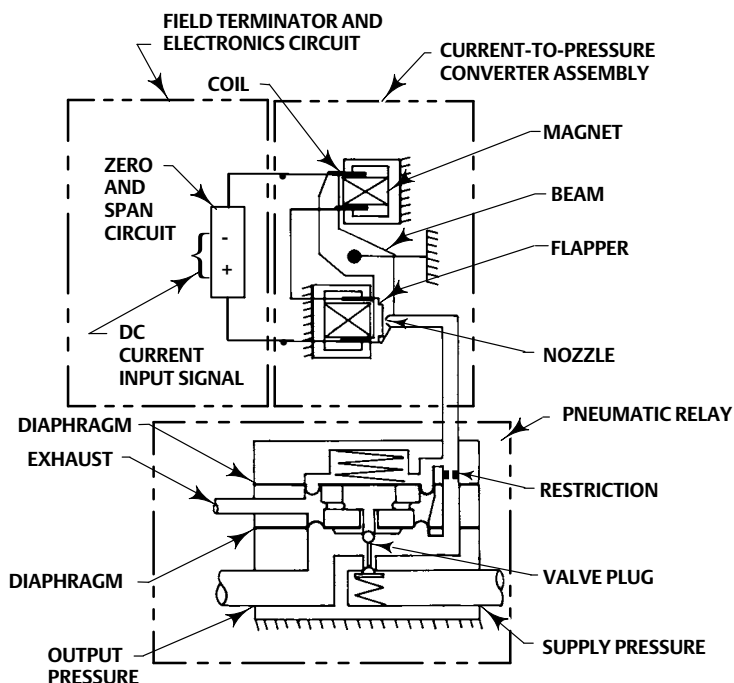 FIELD TERMINATOR AND
ELECTRONICS CIRCUIT
CURRENT-TO-PRESSURE
CONVERTER ASSEMBLY
COIL
MAGNET
ZERO
AND
SPAN
CIRCUIT
BEAM
FLAPPER
-
+
DC
CURRENT
INPUT SIGNAL
NOZZLE
PNEUMATIC RELAY
DIAPHRAGM
EXHAUST
RESTRICTION
DIAPHRAGM
VALVE PLUG
OUTPUT
PRESSURE
SUPPLY PRESSURE